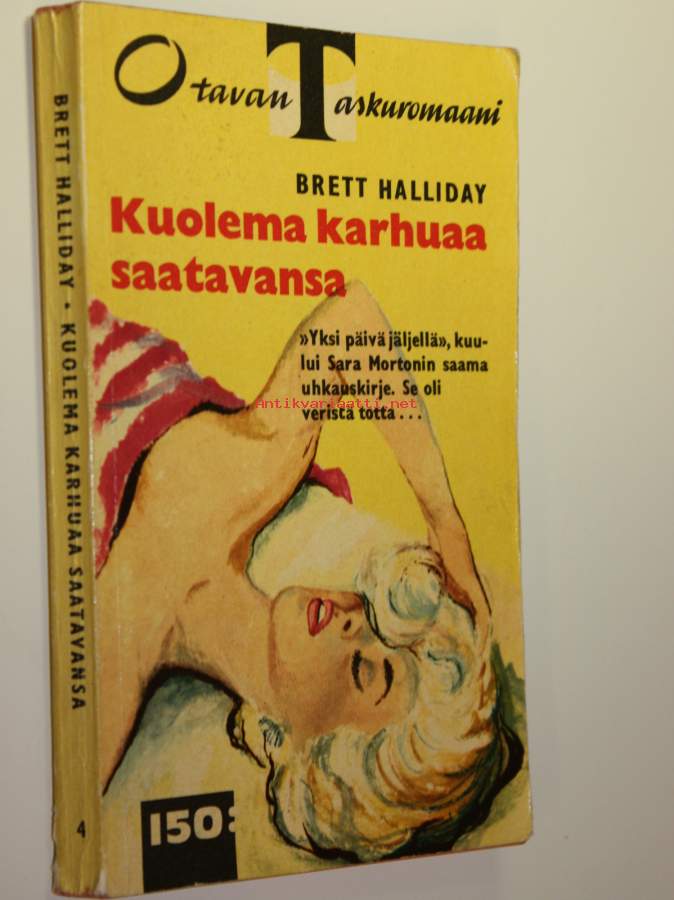 Otavan Taskuromaani
BRETT HALLIDAY
Kuolema karhuaa
saatavansa
»Yksi päivä jäljellä», kuu-
lui Sara Mortonin saama
uhkauskirje. Se oli
veristä totta...
Antikvariaatti.net
150:
BRETT HALLIDAY • KUOLEMA KARHUAA SAATAVANSA
4